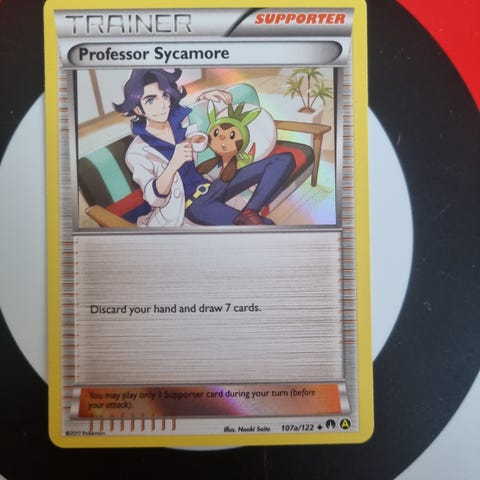 TRAINER
SUPPORTER
Professor Sycamore
Discard your hand and draw 7 cards.
You may play only 1 Supporter card during your turn (before
your attack).
©2017 Pokémon
Illus. Naoki Saito
107a/122
A